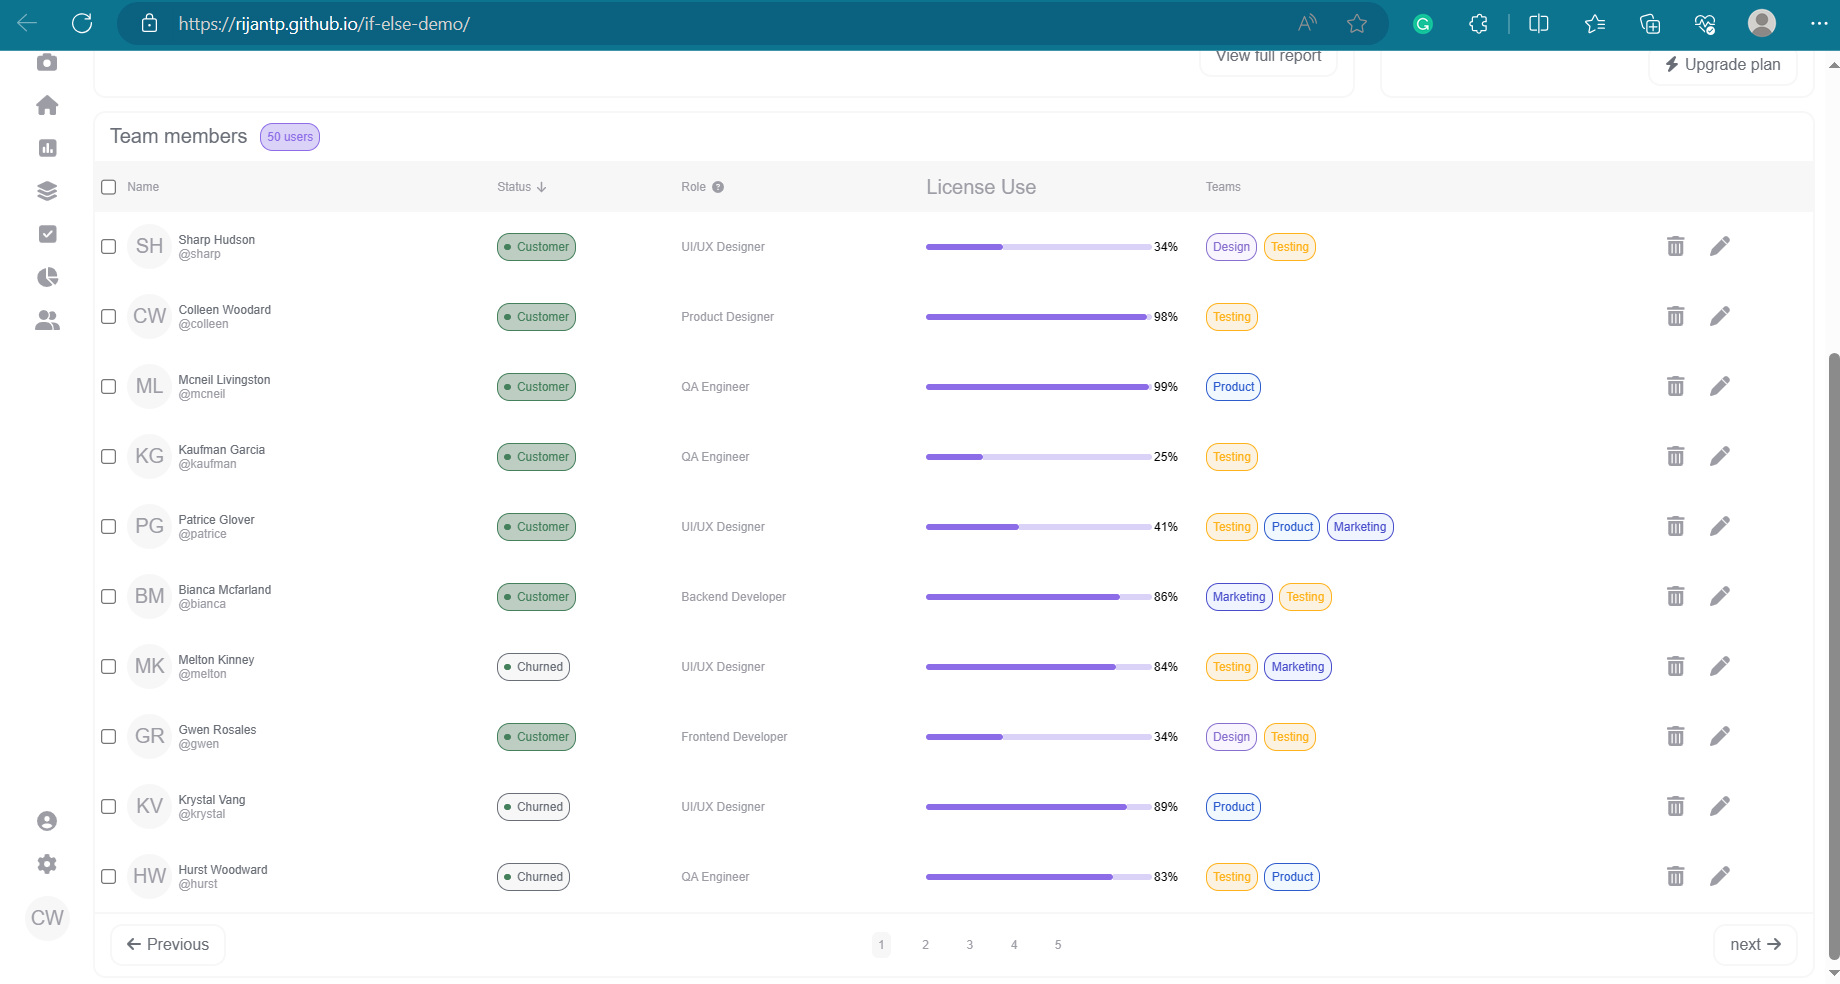 https://rijantp.github.io/if-else-demo/
View full report
Upgrade plan
Team members 50 users
Name Status Role License Use Teams
SH Sharp Hudson @sharp Customer UI/UX Designer 34% Design Testing
CW Colleen Woodard @colleen Customer Product Designer 98% Testing
ML Mcneil Livingston @mcneil Customer QA Engineer 99% Product
KG Kaufman Garcia @kaufman Customer QA Engineer 25% Testing
PG Patrice Glover @patrice Customer UI/UX Designer 41% Testing Product Marketing
BM Bianca Mcfarland @bianca Customer Backend Developer 86% Marketing Testing
MK Melton Kinney @melton Churned UI/UX Designer 84% Testing Marketing
GR Gwen Rosales @gwen Customer Frontend Developer 34% Design Testing
KV Krystal Vang @krystal Churned UI/UX Designer 89% Product
HW Hurst Woodward @hurst Churned QA Engineer 83% Testing Product
CW
Previous 1 2 3 4 5 next